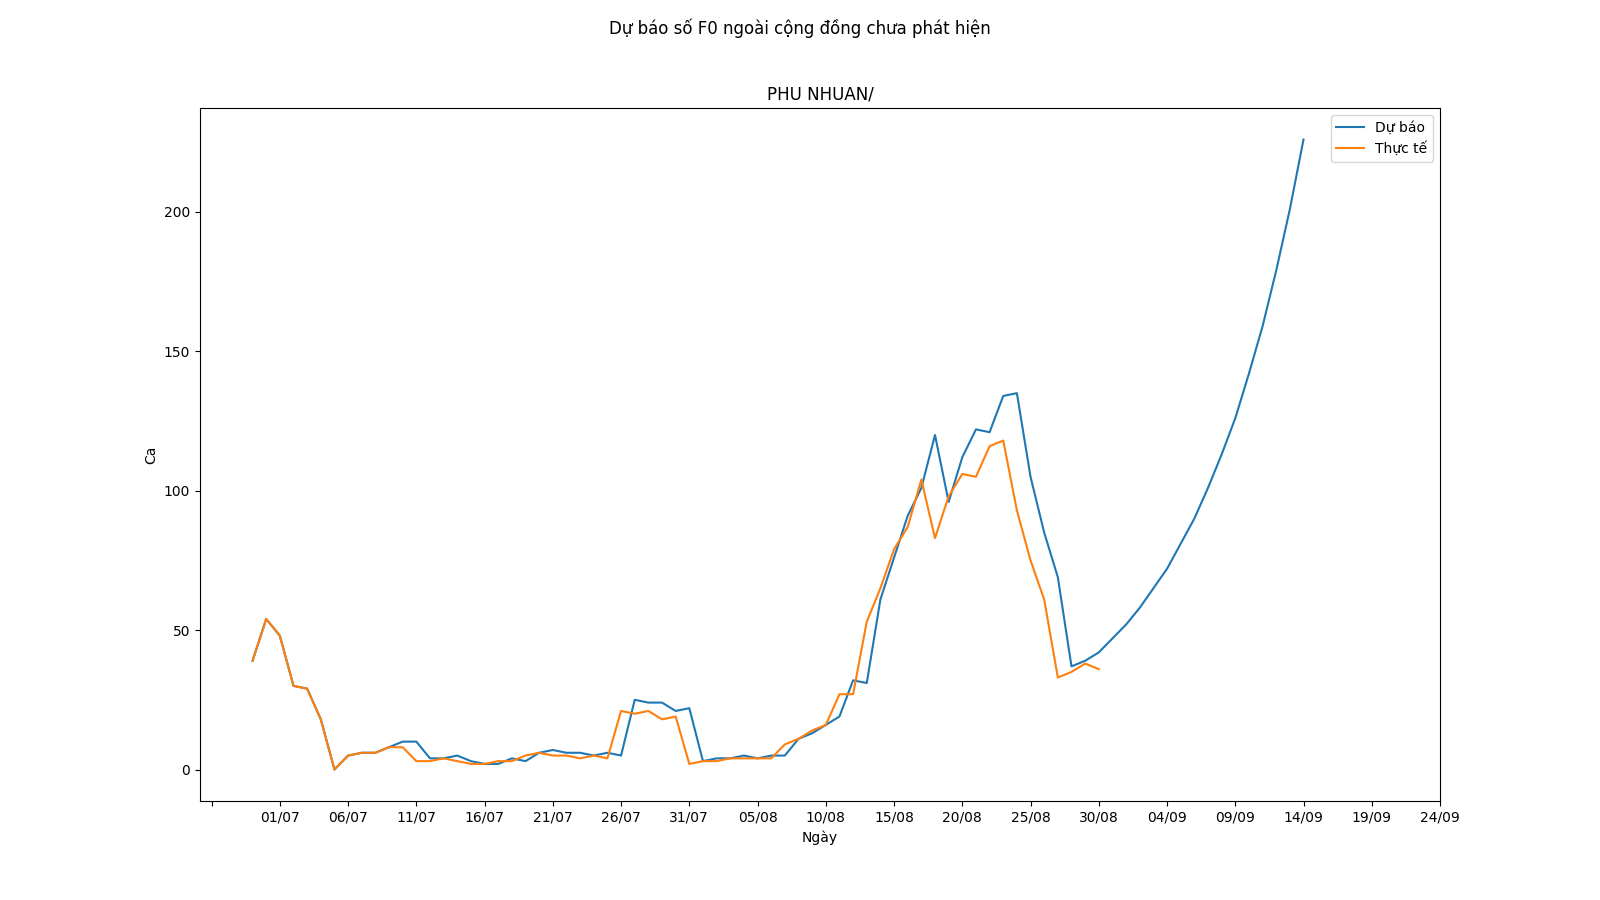 Dự báo số F0 ngoài cộng đồng chưa phát hiện
PHU NHUAN/
Dự báo
Thực tế
200
150
100
50
0
Ca
01/07 06/07 11/07 16/07 21/07 26/07 31/07 05/08 10/08 15/08 20/08 25/08 30/08 04/09 09/09 14/09 19/09 24/09
Ngày